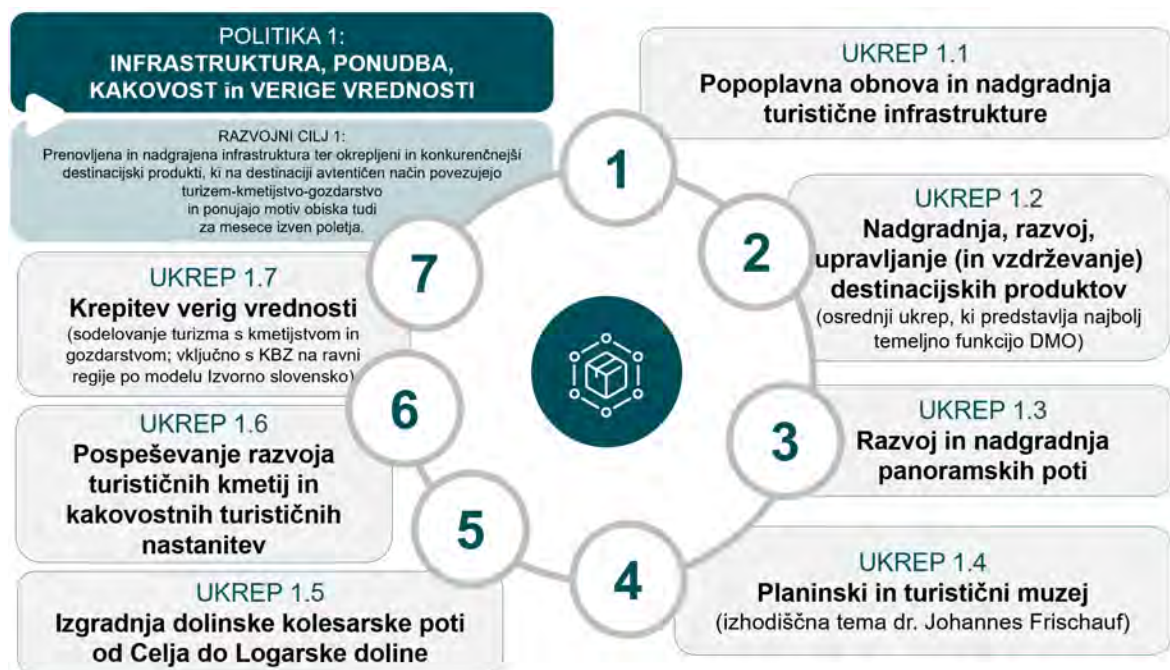 POLITIKA 1:
INFRASTRUKTURA, PONUDBA,
KAKOVOST in VERIGE VREDNOSTI
RAZVOJNI CILJ 1:
Prenovljena in nadgrajena infrastruktura ter okrepljeni in konkurenčnejši
destinacijski produkti, ki na destinaciji avtentičen način povezujejo
turizem-kmetijstvo-gozdarstvo
in ponujajo motiv obiska tudi
za mesece izven poletja.
1
UKREP 1.1
Popoplavna obnova in nadgradnja
turistične infrastrukture
2
UKREP 1.2
Nadgradnja, razvoj,
upravljanje (in vzdrževanje)
destinacijskih produktov
(osrednji ukrep, ki predstavlja najbolj
temeljno funkcijo DMO)
3
UKREP 1.3
Razvoj in nadgradnja
panoramskih poti
4
UKREP 1.4
Planinski in turistični muzej
(izhodiščna tema dr. Johannes Frischauf)
5
UKREP 1.5
Izgradnja dolinske kolesarske poti
od Celja do Logarske doline
6
UKREP 1.6
Pospeševanje razvoja
turističnih kmetij in
kakovostnih turističnih
nastanitev
7
UKREP 1.7
Krepitev verig vrednosti
(sodelovanje turizma s kmetijstvom in
gozdarstvom; vključno s KBZ na ravni
regije po modelu Izvorno slovensko)